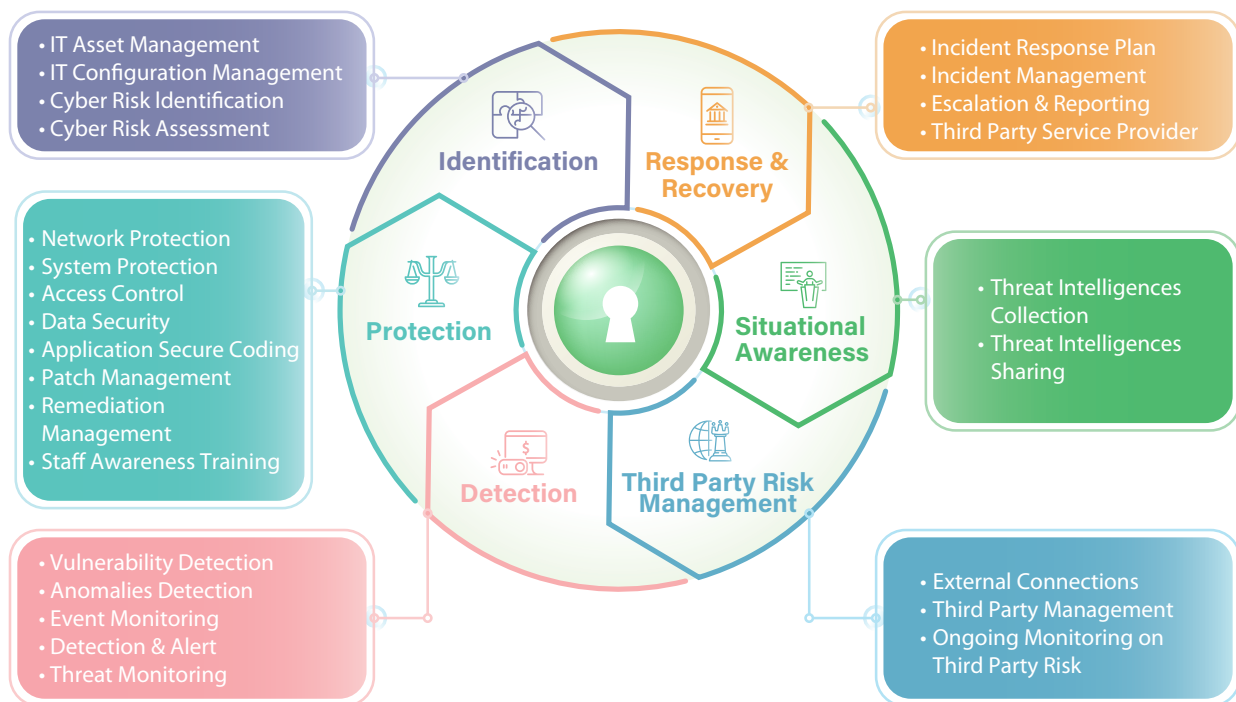 • IT Asset Management
• IT Configuration Management
• Cyber Risk Identification
• Cyber Risk Assessment
• Incident Response Plan
• Incident Management
• Escalation & Reporting
• Third Party Service Provider
Identification
Response &
Recovery
• Network Protection
• System Protection
• Access Control
• Data Security
• Application Secure Coding
• Patch Management
• Remediation
Management
• Staff Awareness Training
Protection
Situational
Awareness
• Threat Intelligences
Collection
• Threat Intelligences
Sharing
$
Detection
Third Party Risk
Management
• Vulnerability Detection
• Anomalies Detection
• Event Monitoring
• Detection & Alert
• Threat Monitoring
• External Connections
• Third Party Management
• Ongoing Monitoring on
Third Party Risk